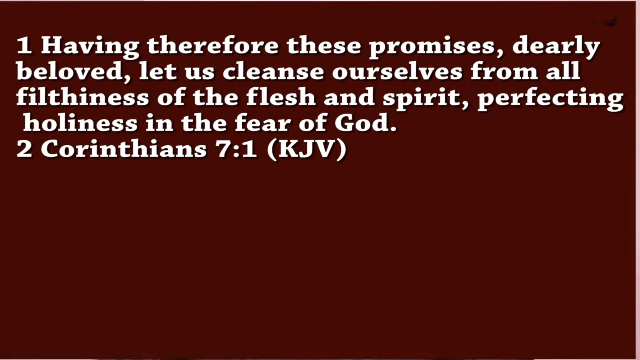 1 Having therefore these promises, dearly
beloved, let us cleanse ourselves from all
filthiness of the flesh and spirit, perfecting
holiness in the fear of God.
2 Corinthians 7:1 (KJV)